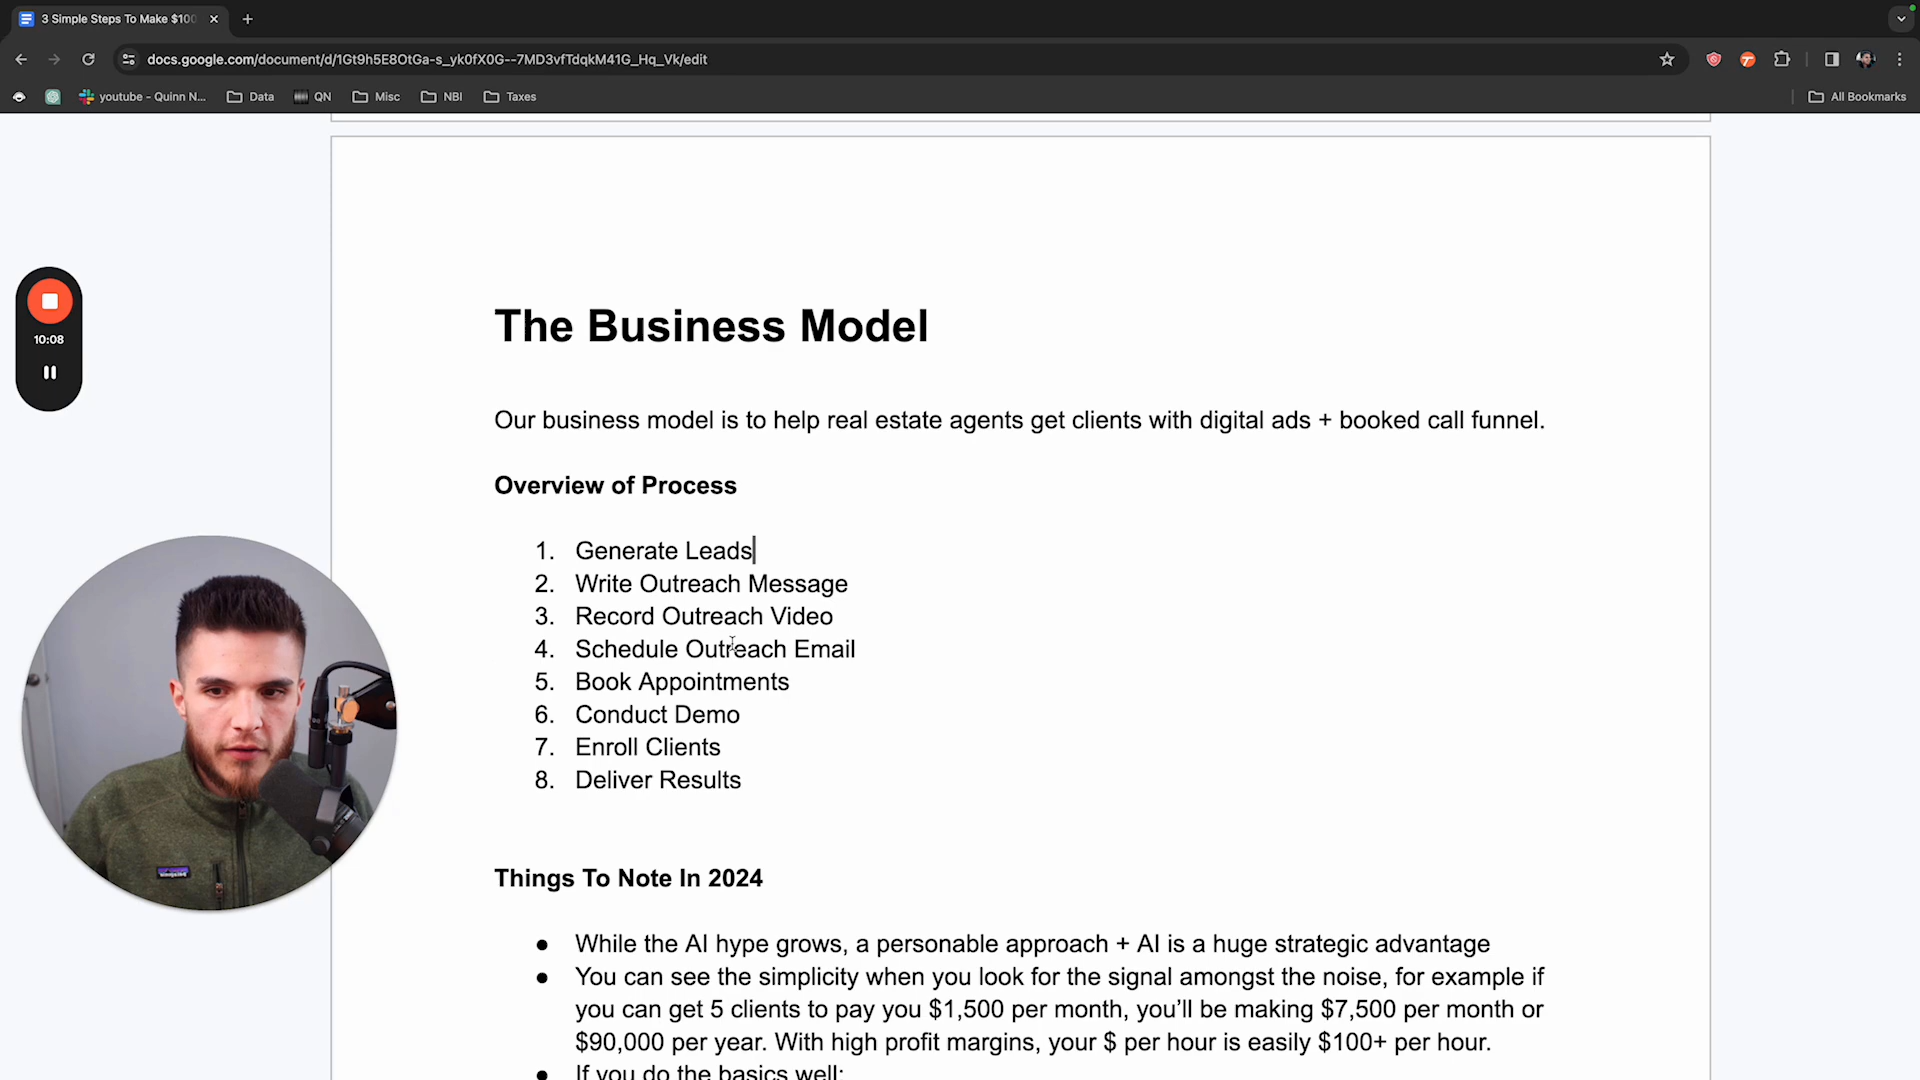 3 Simple Steps To Make $100
docs.google.com/document/d/1Gt9h5E8OtGa-s_yk0fX0G--7MD3vfTdqkM41G_Hq_Vk/edit
youtube - Quinn N...
Data
QN
Misc
NBI
Taxes
All Bookmarks
10:08
The Business Model
Our business model is to help real estate agents get clients with digital ads + booked call funnel.
Overview of Process
1. Generate Leads
2. Write Outreach Message
3. Record Outreach Video
4. Schedule Outreach Email
5. Book Appointments
6. Conduct Demo
7. Enroll Clients
8. Deliver Results
Things To Note In 2024
● While the AI hype grows, a personable approach + AI is a huge strategic advantage
● You can see the simplicity when you look for the signal amongst the noise, for example if
you can get 5 clients to pay you $1,500 per month, you’ll be making $7,500 per month or
$90,000 per year. With high profit margins, your $ per hour is easily $100+ per hour.
● If you do the basics well: